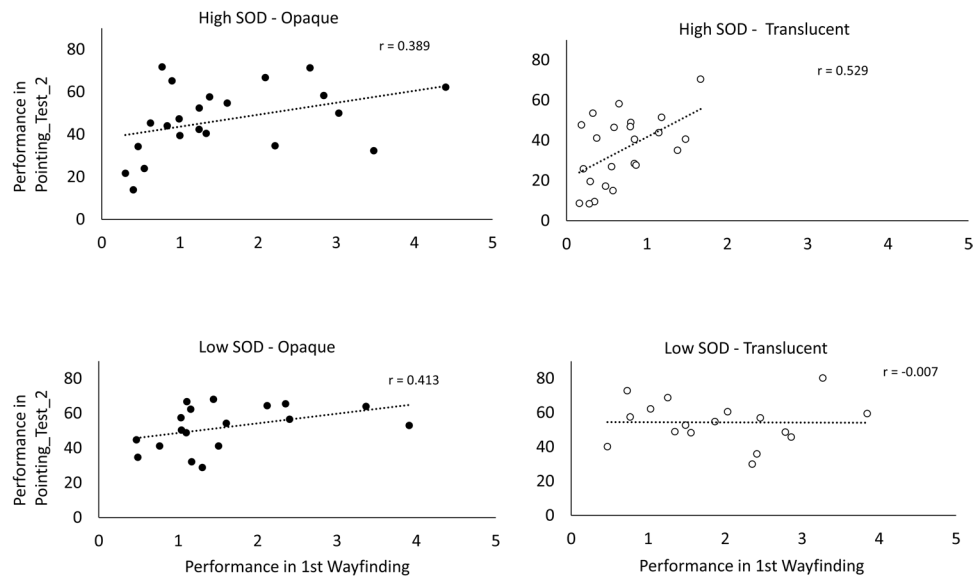 High SOD - Opaque
r = 0.389
Performance in
Pointing_Test_2
80
60
40
20
0
0 1 2 3 4 5
High SOD - Translucent
r = 0.529
80
60
40
20
0
0 1 2 3 4 5
Low SOD - Opaque
r = 0.413
Performance in
Pointing_Test_2
80
60
40
20
0
0 1 2 3 4 5
Performance in 1st Wayfinding
Low SOD - Translucent
r = -0.007
80
60
40
20
0
0 1 2 3 4 5
Performance in 1st Wayfinding